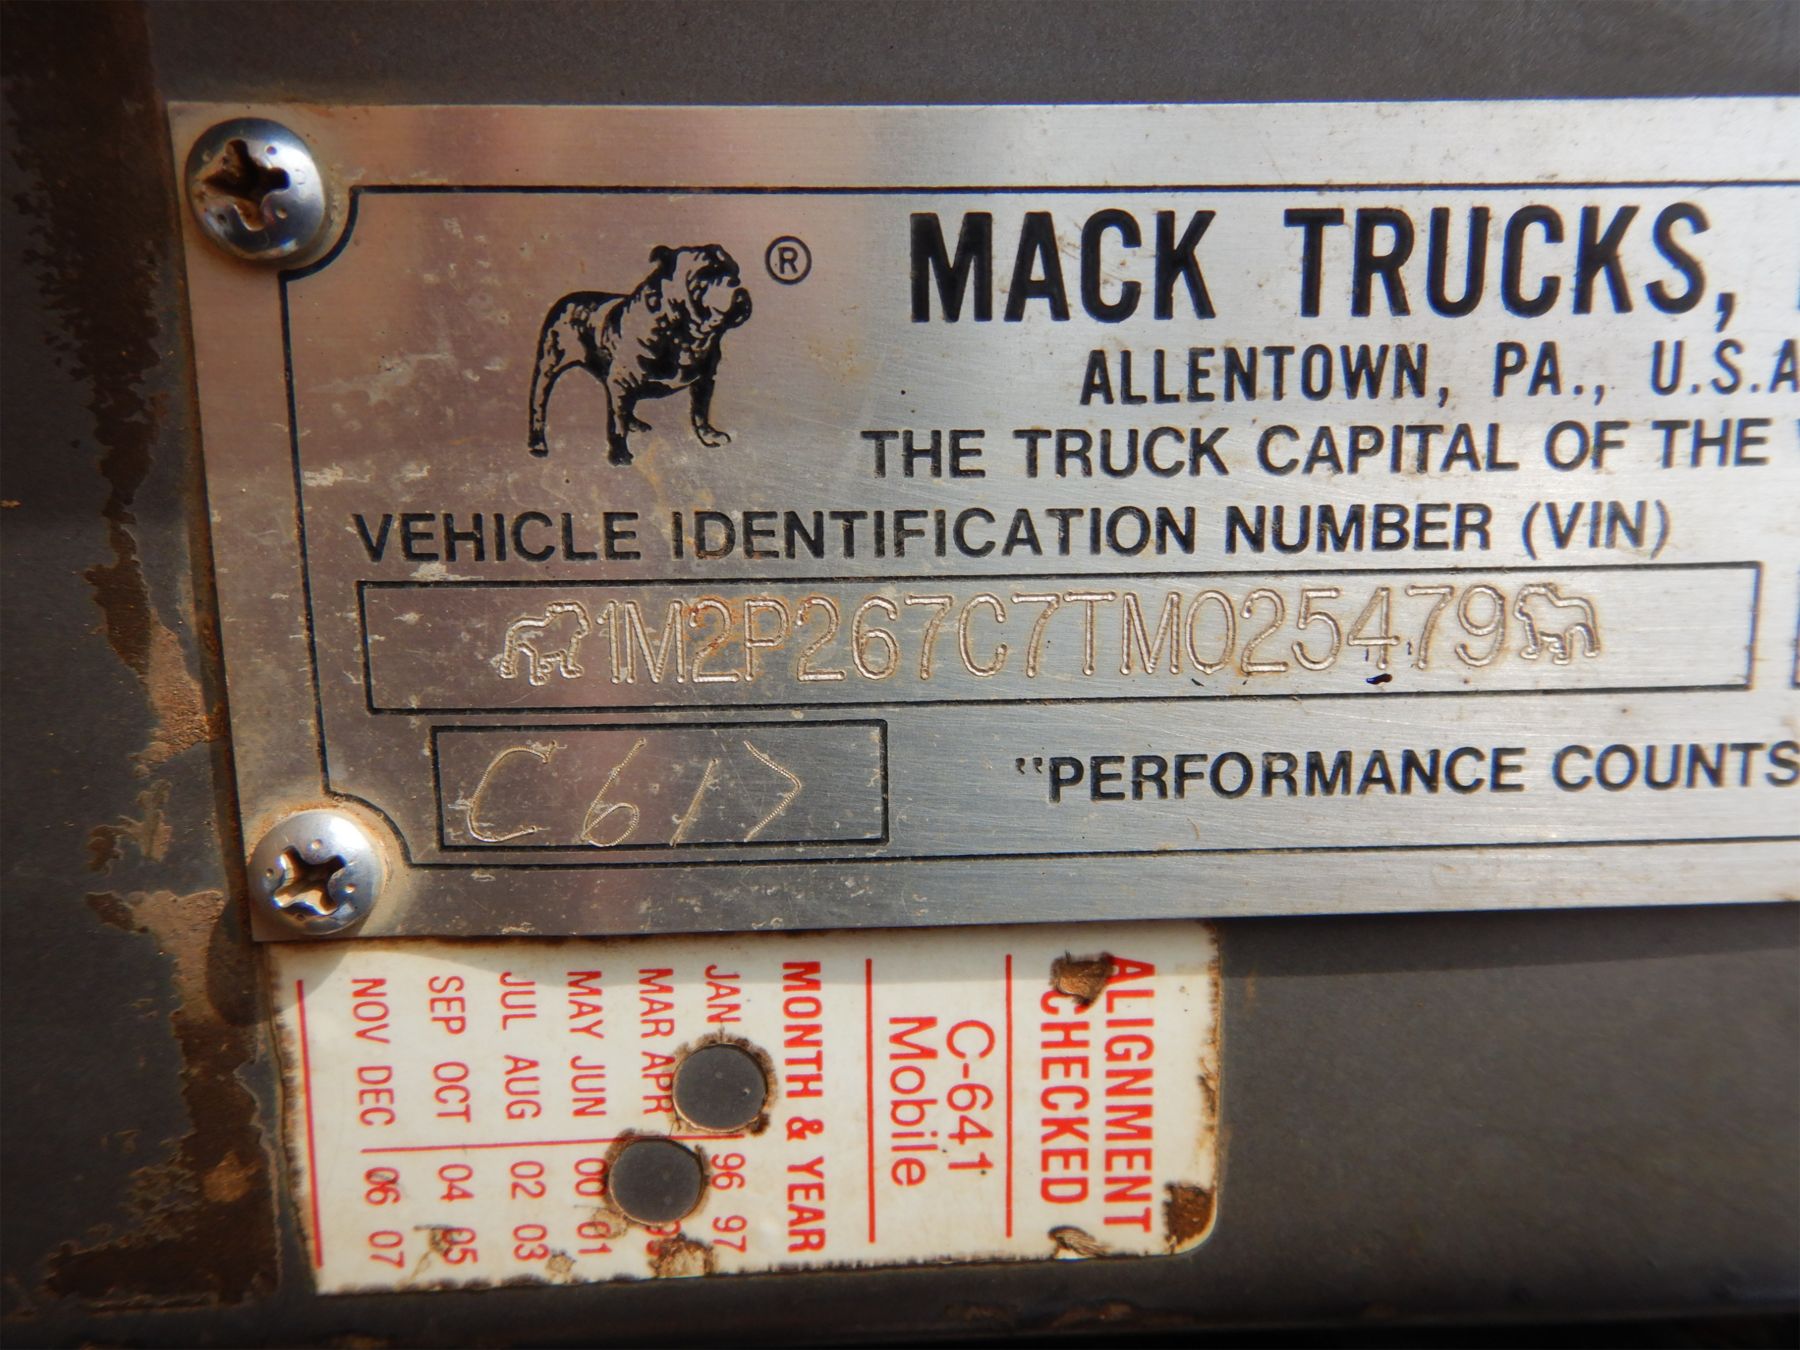 ®
MACK TRUCKS,
ALLENTOWN, PA., U.S.A
THE TRUCK CAPITAL OF THE
VEHICLE IDENTIFICATION NUMBER (VIN)
1M2P267C7TM025479
C617
"PERFORMANCE COUNTS
ALIGNMENT
CHECKED
C-641
Mobile
MONTH & YEAR
JAN 96 97
MAR APR
MAY JUN 00 01
JUL AUG 02 03
SEP OCT 04 05
NOV DEC 06 07